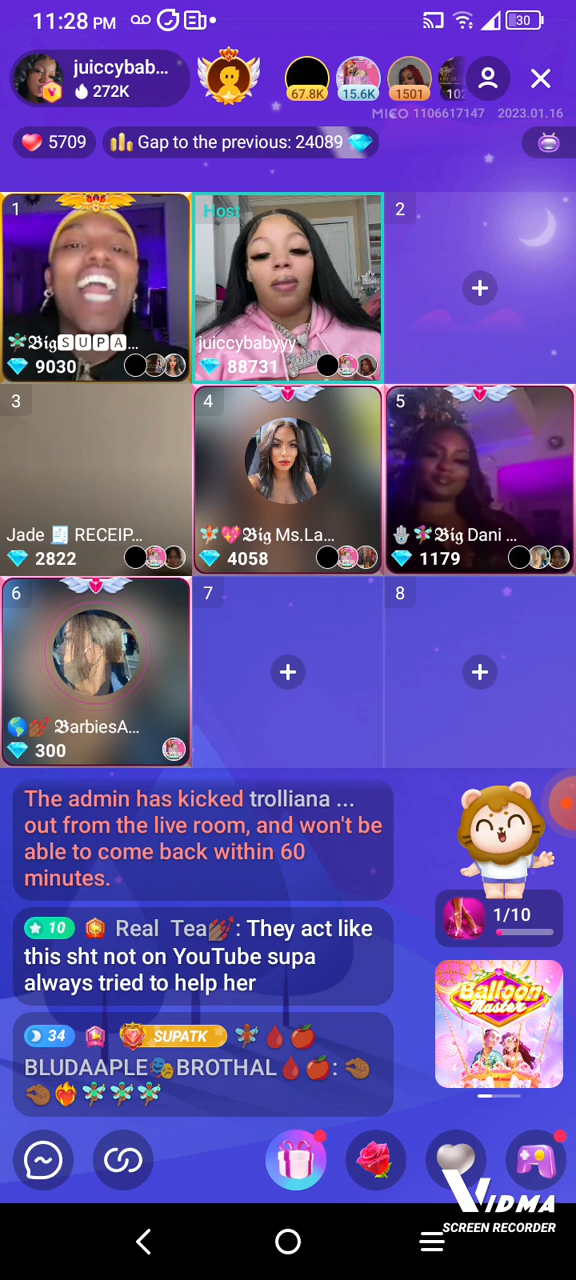 11:28 PM
30
juiccybab...
272K
67.8K
15.6K
1501
102
MICO 1106617147 2023.01.16
5709
Gap to the previous: 24089
1
Host
2
𝕭𝖎𝖌🆂🆄🅿🅰...
9030
juiccybabyyy
88731
3
4
5
Jade 🧾 RECEIP...
2822
🧚💖𝕭𝖎𝖌 Ms.La...
4058
🧚𝕭𝖎𝖌 Dani ...
1179
6
7
8
🌎💅🏾 𝕭arbiesA...
300
The admin has kicked trolliana ...
out from the live room, and won't be
able to come back within 60
minutes.
10 Real Tea💅🏾: They act like
this sht not on YouTube supa
always tried to help her
1/10
34 SUPATK
BLUDAAPLE🎭BROTHAL🩸🍎:
Balloon
Master
VIDMA
SCREEN RECORDER